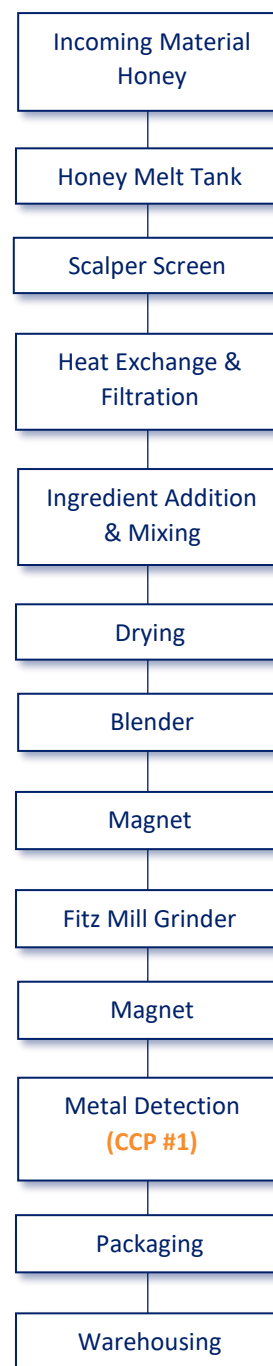 Incoming Material
Honey
Honey Melt Tank
Scalper Screen
Heat Exchange &
Filtration
Ingredient Addition
& Mixing
Drying
Blender
Magnet
Fitz Mill Grinder
Magnet
Metal Detection
(CCP #1)
Packaging
Warehousing